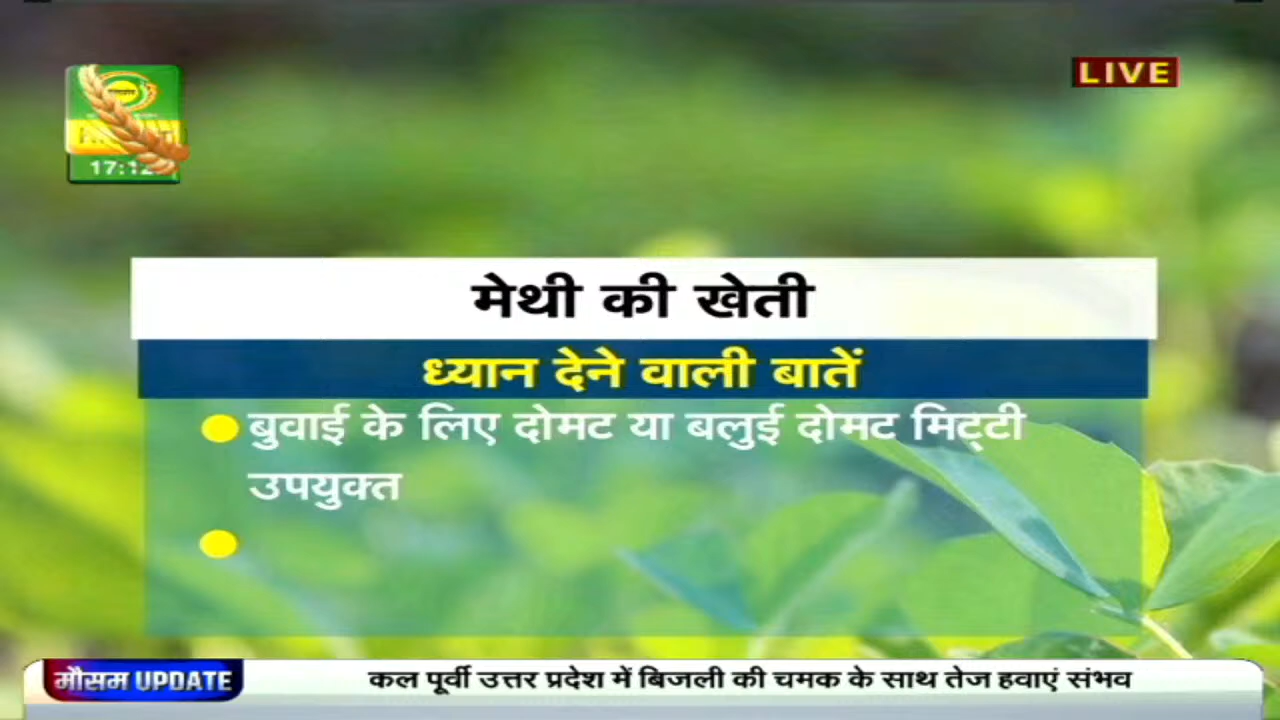 LIVE
17:12
मेथी की खेती
ध्यान देने वाली बातें
बुवाई के लिए दोमट या बलुई दोमट मिट्टी
उपयुक्त
मौसम UPDATE
कल पूर्वी उत्तर प्रदेश में बिजली की चमक के साथ तेज हवाएं संभव